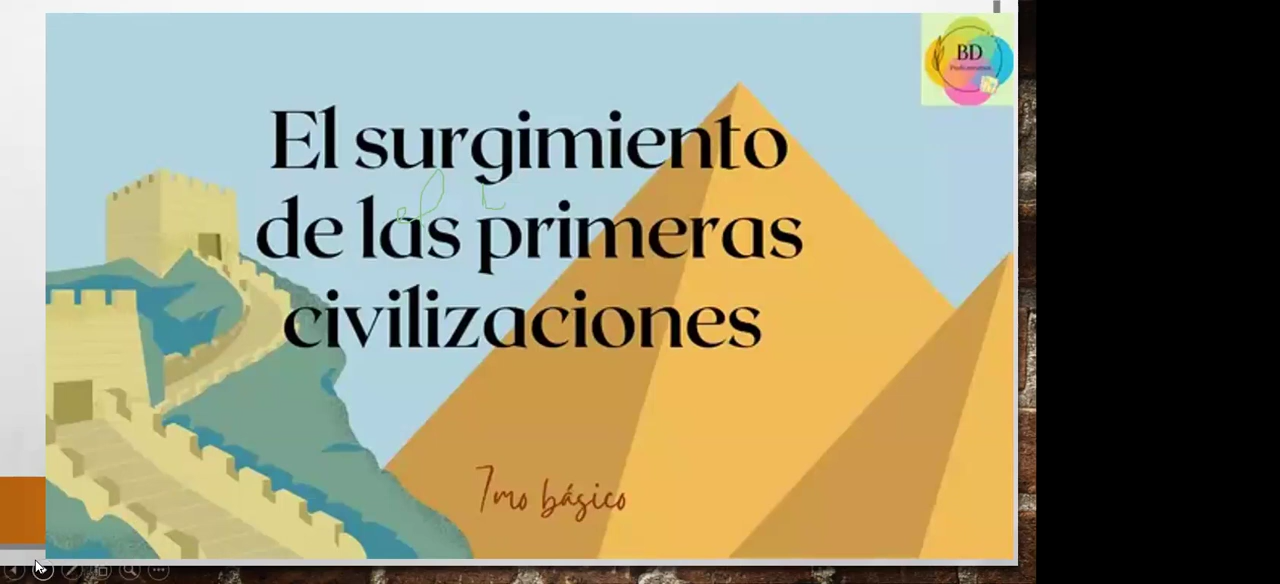 BD
El surgimiento
de las primeras
civilizaciones
7mo básico